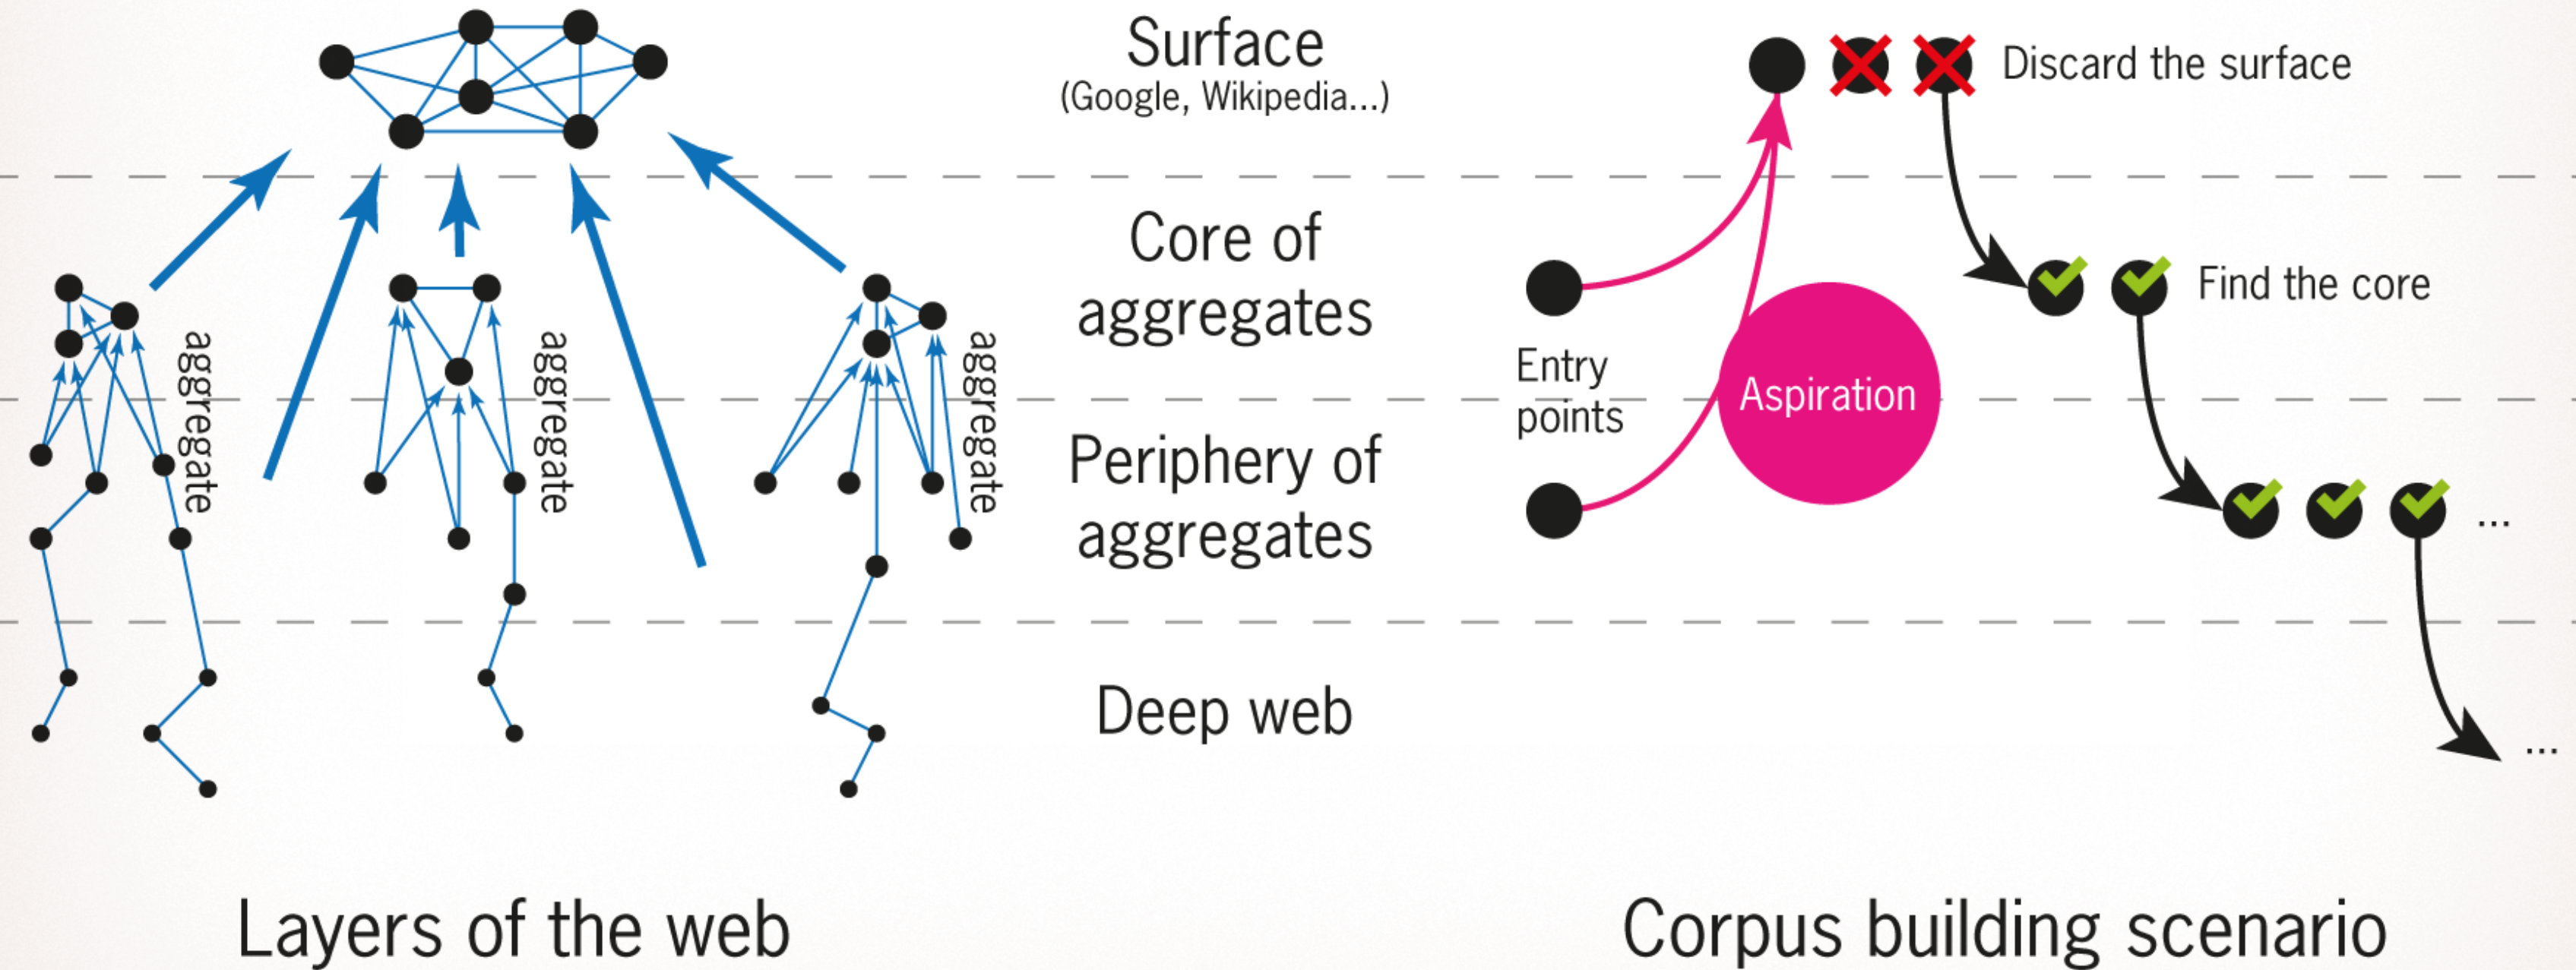 Surface
(Google, Wikipedia...)
Discard the surface
Core of
aggregates
Find the core
aggregate
aggregate
aggregate
Entry
points
Aspiration
Periphery of
aggregates
...
Deep web
...
Layers of the web
Corpus building scenario